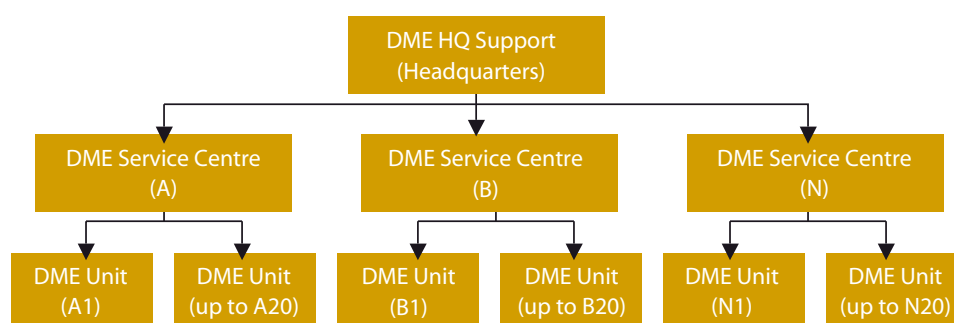 DME HQ Support
(Headquarters)
DME Service Centre
(A)
DME Service Centre
(B)
DME Service Centre
(N)
DME Unit
(A1)
DME Unit
(up to A20)
DME Unit
(B1)
DME Unit
(up to B20)
DME Unit
(N1)
DME Unit
(up to N20)